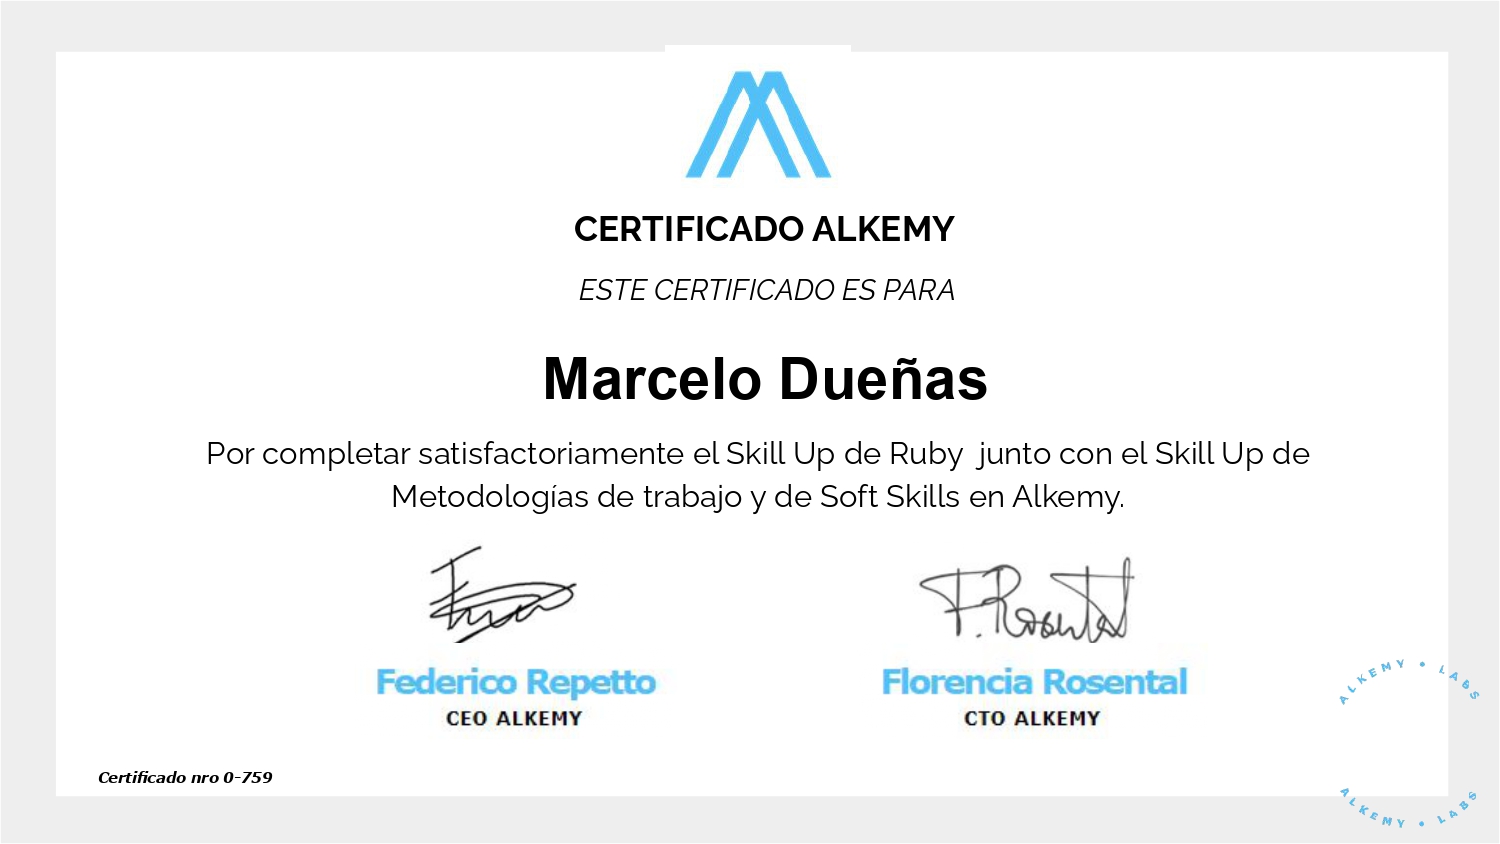 CERTIFICADO ALKEMY
ESTE CERTIFICADO ES PARA
Marcelo Dueñas
Por completar satisfactoriamente el Skill Up de Ruby junto con el Skill Up de
Metodologías de trabajo y de Soft Skills en Alkemy.
F. Rosental
Federico Repetto
Florencia Rosental
CEO ALKEMY
CTO ALKEMY
ALKEMY • LABS
Certificado nro 0-759
ALKEMY • LABS